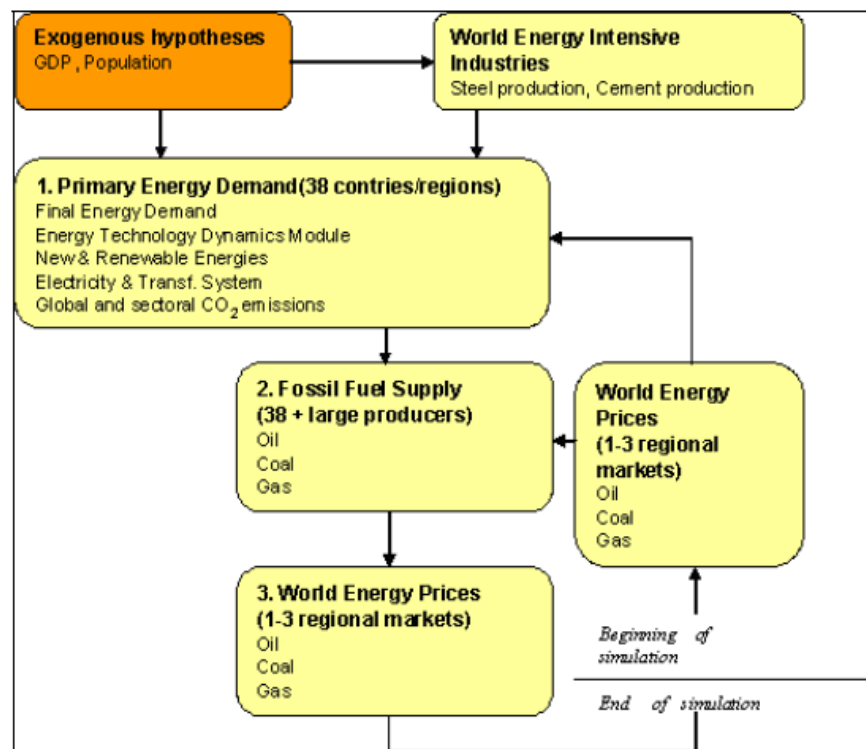 Exogenous hypotheses
GDP, Population
World Energy Intensive
Industries
Steel production, Cement production
1. Primary Energy Demand(38 contries/regions)
Final Energy Demand
Energy Technology Dynamics Module
New & Renewable Energies
Electricity & Transf. System
Global and sectoral CO₂ emissions
2. Fossil Fuel Supply
(38 + large producers)
Oil
Coal
Gas
World Energy
Prices
(1-3 regional
markets)
Oil
Coal
Gas
3. World Energy Prices
(1-3 regional markets)
Oil
Coal
Gas
Beginning of
simulation
End of simulation